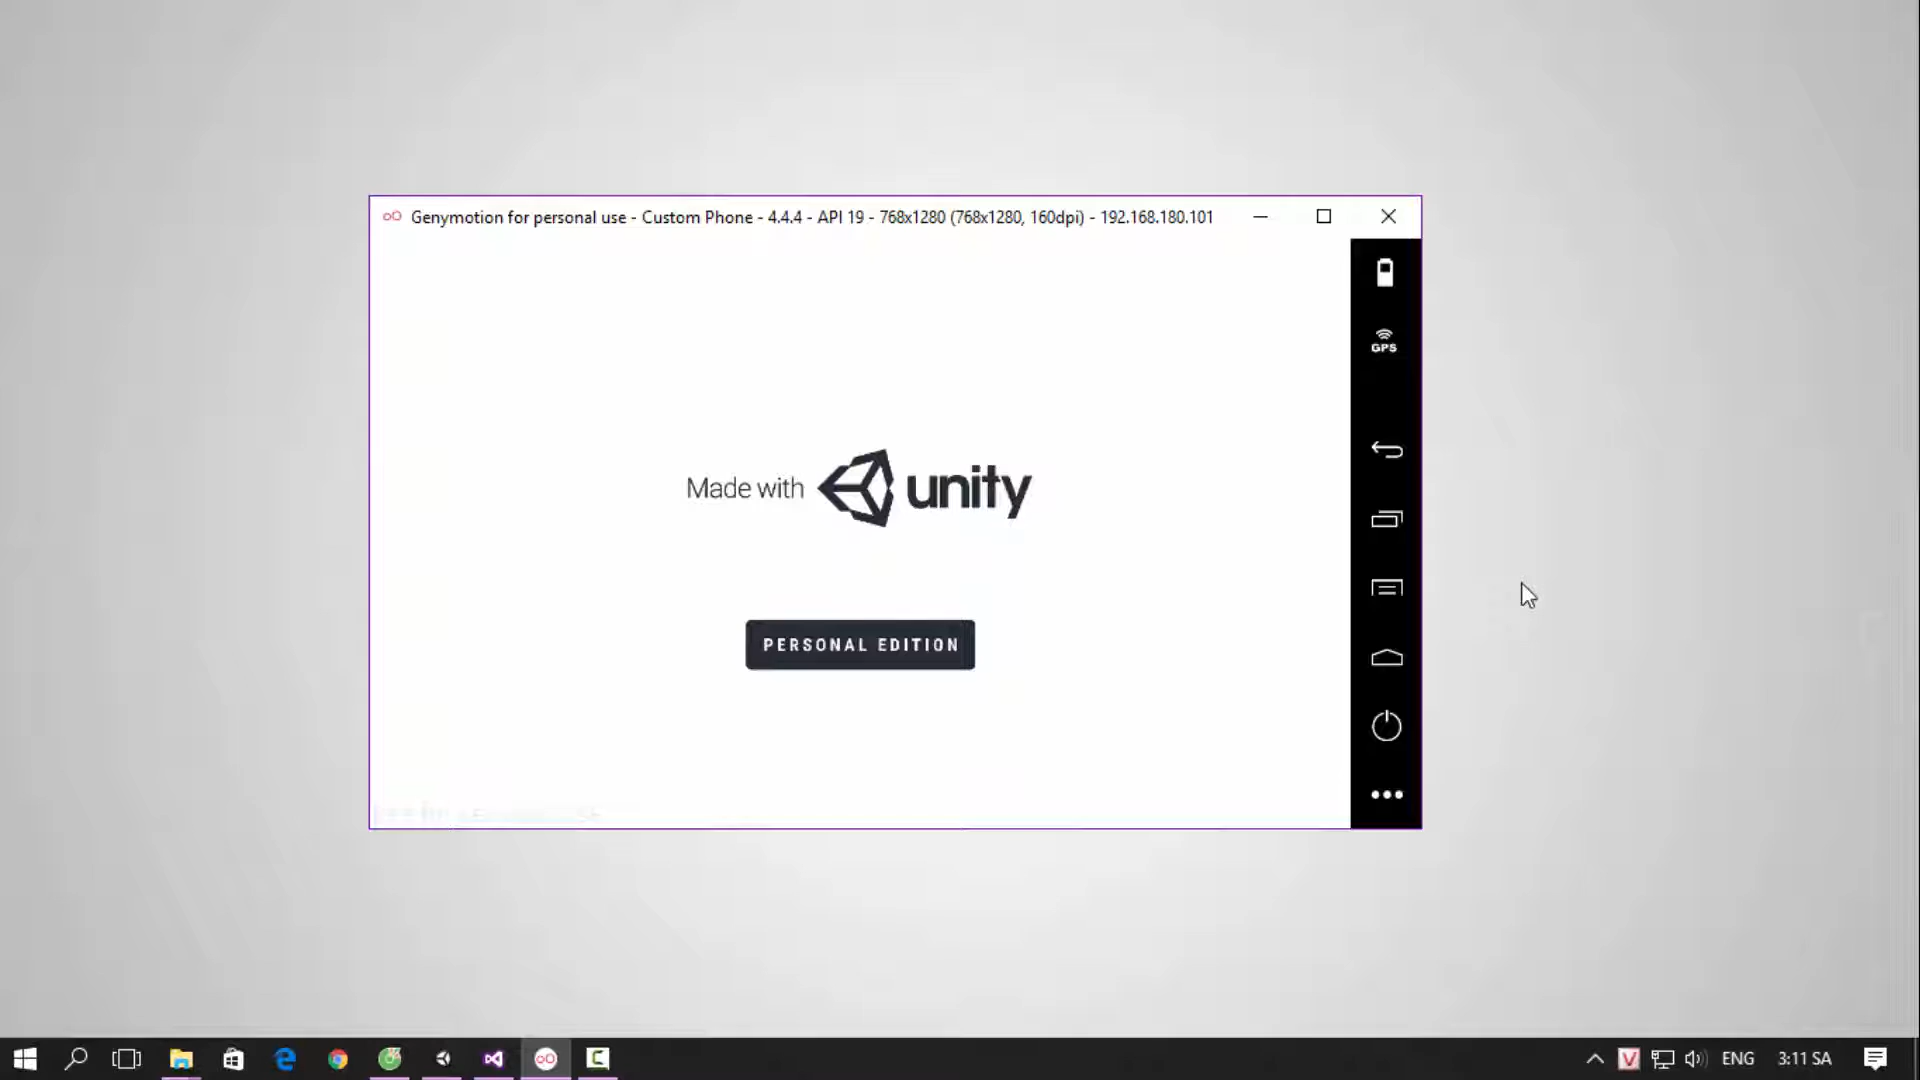 Genymotion for personal use - Custom Phone - 4.4.4 - API 19 - 768x1280 (768x1280, 160dpi) - 192.168.180.101
GPS
Made with unity
PERSONAL EDITION
ENG 3:11 SA